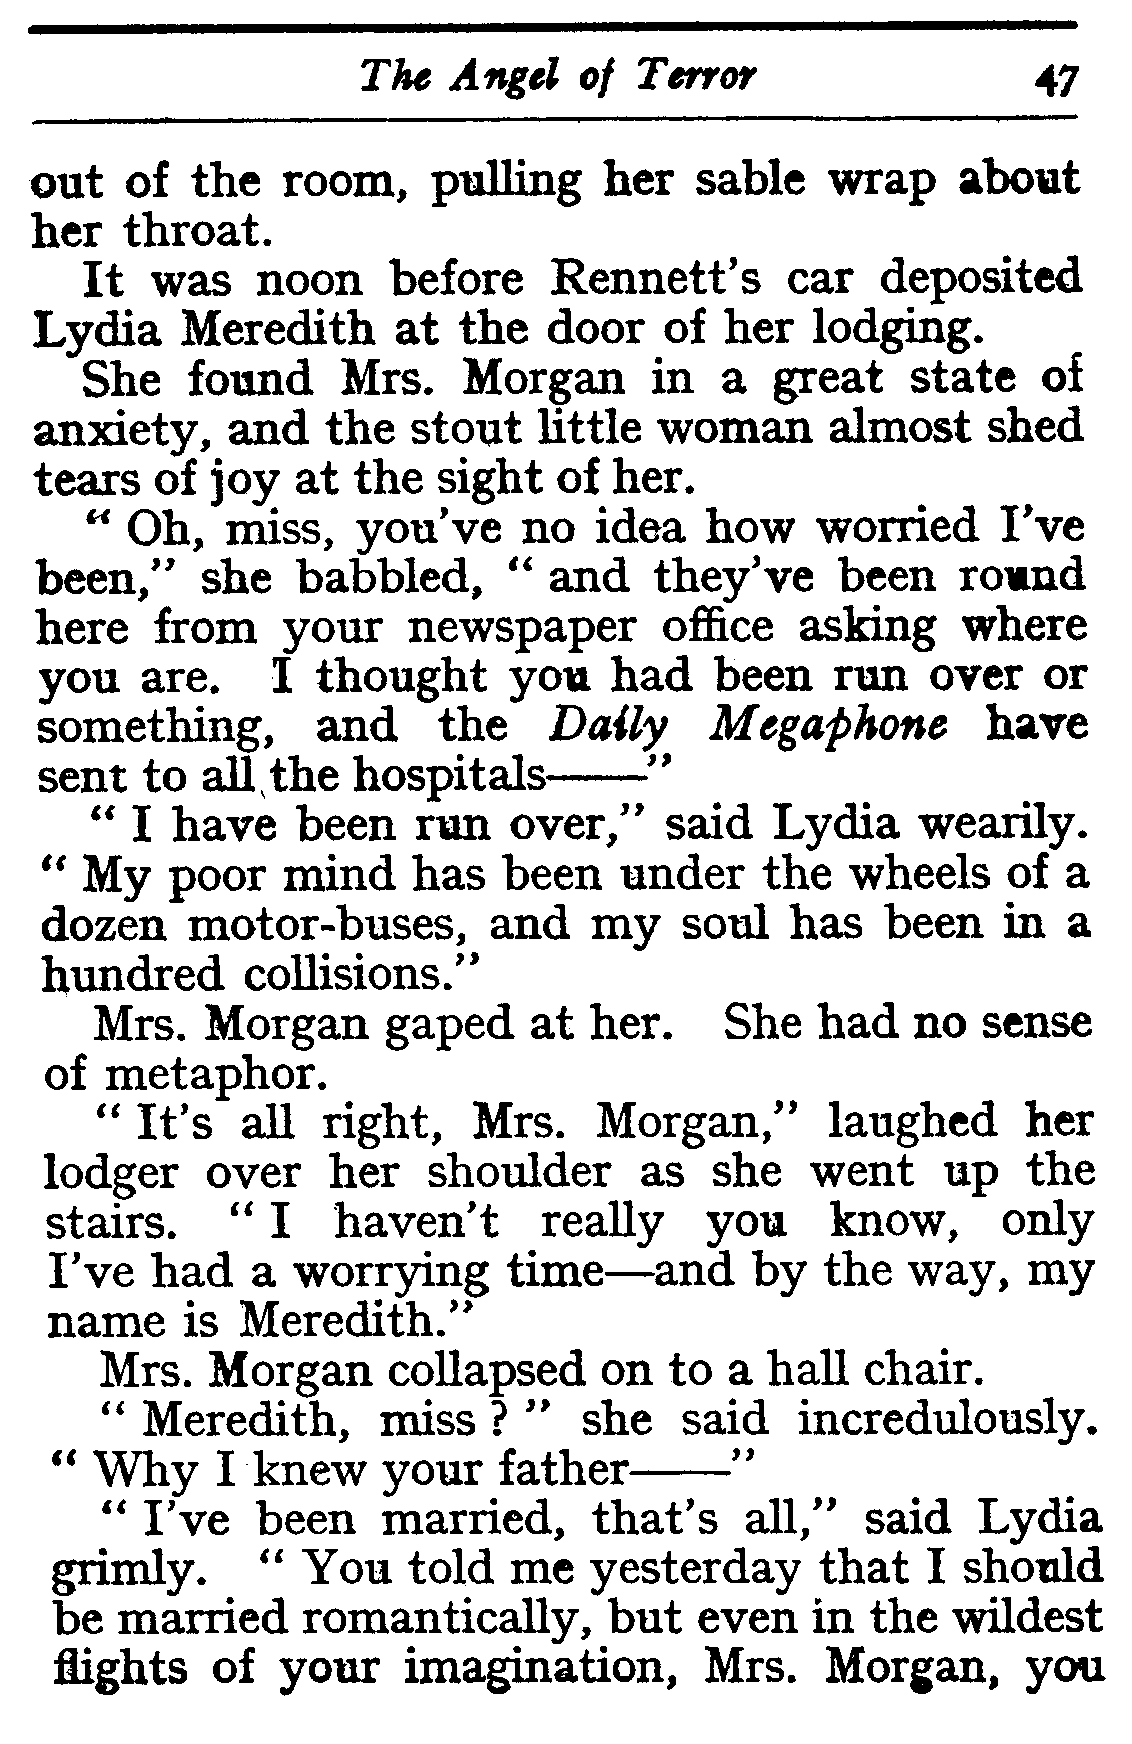 The Angel of Terror 47
out of the room, pulling her sable wrap about
her throat.
It was noon before Rennett's car deposited
Lydia Meredith at the door of her lodging.
She found Mrs. Morgan in a great state of
anxiety, and the stout little woman almost shed
tears of joy at the sight of her.
" Oh, miss, you've no idea how worried I've
been," she babbled, " and they've been round
here from your newspaper office asking where
you are. I thought you had been run over or
something, and the Daily Megaphone have
sent to all the hospitals——"
" I have been run over," said Lydia wearily.
" My poor mind has been under the wheels of a
dozen motor-buses, and my soul has been in a
hundred collisions."
Mrs. Morgan gaped at her. She had no sense
of metaphor.
" It's all right, Mrs. Morgan," laughed her
lodger over her shoulder as she went up the
stairs. " I haven't really you know, only
I've had a worrying time—and by the way, my
name is Meredith."
Mrs. Morgan collapsed on to a hall chair.
" Meredith, miss ? " she said incredulously.
" Why I knew your father——"
" I've been married, that's all," said Lydia
grimly. " You told me yesterday that I should
be married romantically, but even in the wildest
flights of your imagination, Mrs. Morgan, you